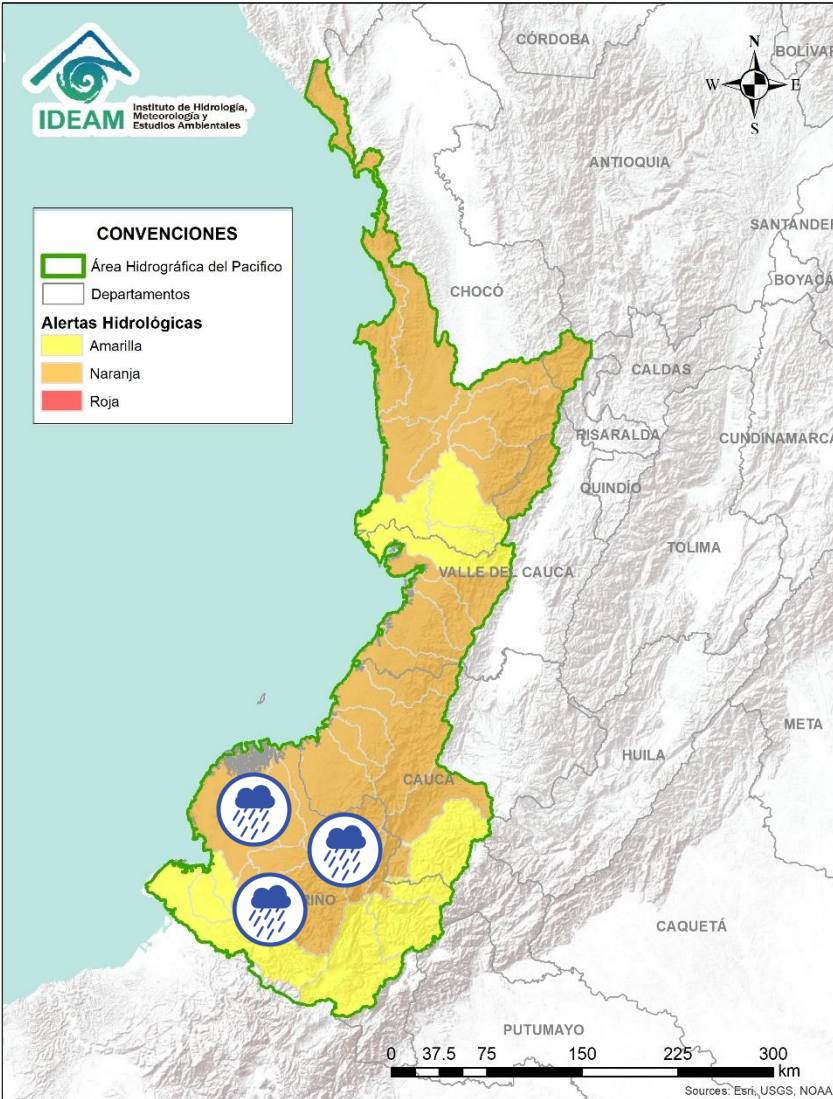 IDEAM
Instituto de Hidrología,
Meteorología y
Estudios Ambientales
N
W
E
S
CÓRDOBA
BOLÍVAR
ANTIOQUIA
SANTANDER
BOYACÁ
CONVENCIONES
Área Hidrográfica del Pacifico
Departamentos
Alertas Hidrológicas
Amarilla
Naranja
Roja
CHOCÓ
CALDAS
RISARALDA
CUNDINAMARCA
QUINDÍO
TOLIMA
VALLE DEL CAUCA
META
HUILA
CAUCA
RIÑO
CAQUETÁ
PUTUMAYO
0 37.5 75 150 225 300
km
Sources: Esri, USGS, NOAA